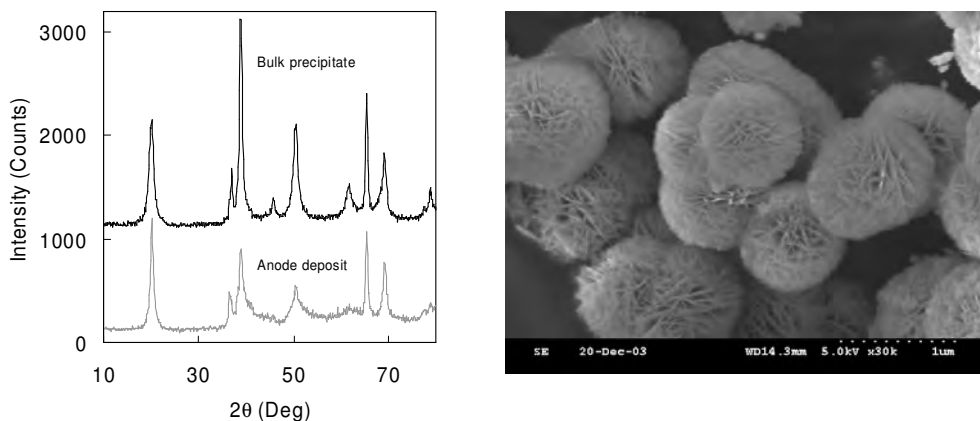 3000
Bulk precipitate
2000
Intensity (Counts)
1000
Anode deposit
0
10 30 50 70
2θ (Deg)
SE 20-Dec-03 WD14.3mm 5.0kV x30k 1um